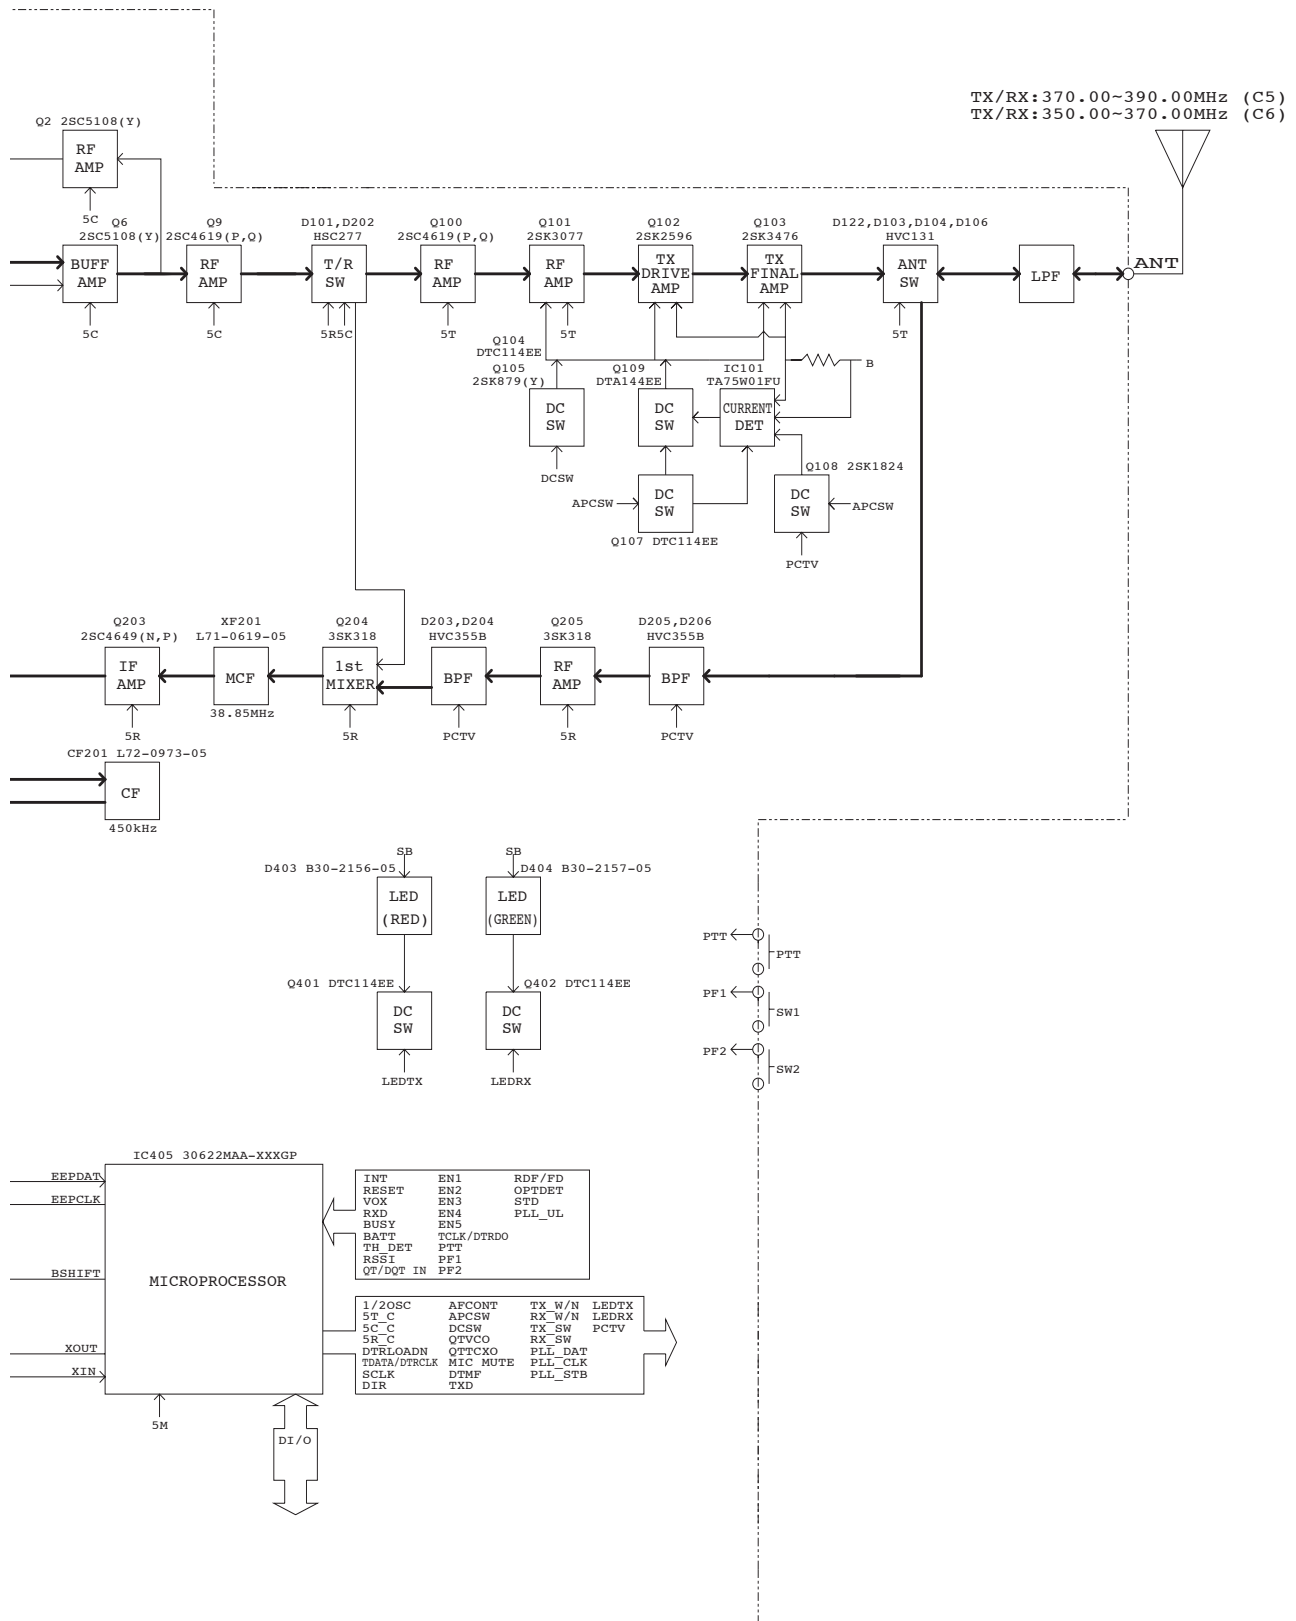 TX/RX:370.00~390.00MHz (C5)
TX/RX:350.00~370.00MHz (C6)
Q2 2SC5108(Y)
RF
AMP
5C
Q6
2SC5108(Y)
BUFF
AMP
5C
Q9
2SC4619(P,Q)
RF
AMP
5C
D101,D202
HSC277
T/R
SW
5R5C
Q100
2SC4619(P,Q)
RF
AMP
5T
Q101
2SK3077
RF
AMP
5T
Q102
2SK2596
TX
DRIVE
AMP
Q103
2SK3476
TX
FINAL
AMP
D122,D103,D104,D106
HVC131
ANT
SW
5T
LPF
ANT
Q104
DTC114EE
Q105
2SK879(Y)
DC
SW
DCSW
Q109
DTA144EE
DC
SW
IC101
TA75W01FU
CURRENT
DET
B
APCSW
DC
SW
Q107 DTC114EE
Q108 2SK1824
DC
SW
APCSW
PCTV
Q203
2SC4649(N,P)
IF
AMP
5R
XF201
L71-0619-05
MCF
38.85MHz
Q204
3SK318
1st
MIXER
5R
D203,D204
HVC355B
BPF
PCTV
Q205
3SK318
RF
AMP
5R
D205,D206
HVC355B
BPF
PCTV
CF201 L72-0973-05
CF
450kHz
SB
D403 B30-2156-05
LED
(RED)
Q401 DTC114EE
DC
SW
LEDTX
SB
D404 B30-2157-05
LED
(GREEN)
Q402 DTC114EE
DC
SW
LEDRX
PTT
PTT
PF1
SW1
PF2
SW2
IC405 30622MAA-XXXGP
EEPDAT
EEPCLK
BSHIFT
XOUT
XIN
MICROPROCESSOR
5M
DI/O
INT EN1 RDF/FD
RESET EN2 OPTDET
VOX EN3 STD
RXD EN4 PLL_UL
BUSY EN5
BATT TCLK/DTRDO
TH_DET PTT
RSSI PF1
QT/DQT IN PF2
1/2OSC AFCONT TX_W/N LEDTX
5T_C APCSW RX_W/N LEDRX
5C_C DCSW TX_SW PCTV
5R_C QTVCO RX_SW
DTRLOADN QTTCXO PLL_DAT
TDATA/DTRCLK MIC MUTE PLL_CLK
SCLK DTMF PLL_STB
DIR TXD